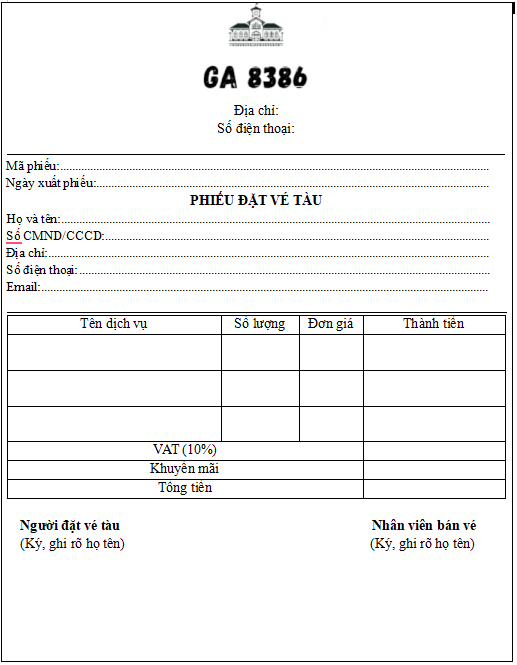 GA 8386
Địa chỉ:
Số điện thoại:
Mã phiếu:
Ngày xuất phiếu:
PHIẾU ĐẶT VÉ TÀU
Họ và tên:
Số CMND/CCCD:
Địa chỉ:
Số điện thoại:
Email:
Tên dịch vụ Số lượng Đơn giá Thành tiền
VAT (10%)
Khuyến mãi
Tổng tiền
Người đặt vé tàu Nhân viên bán vé
(Ký, ghi rõ họ tên) (Ký, ghi rõ họ tên)